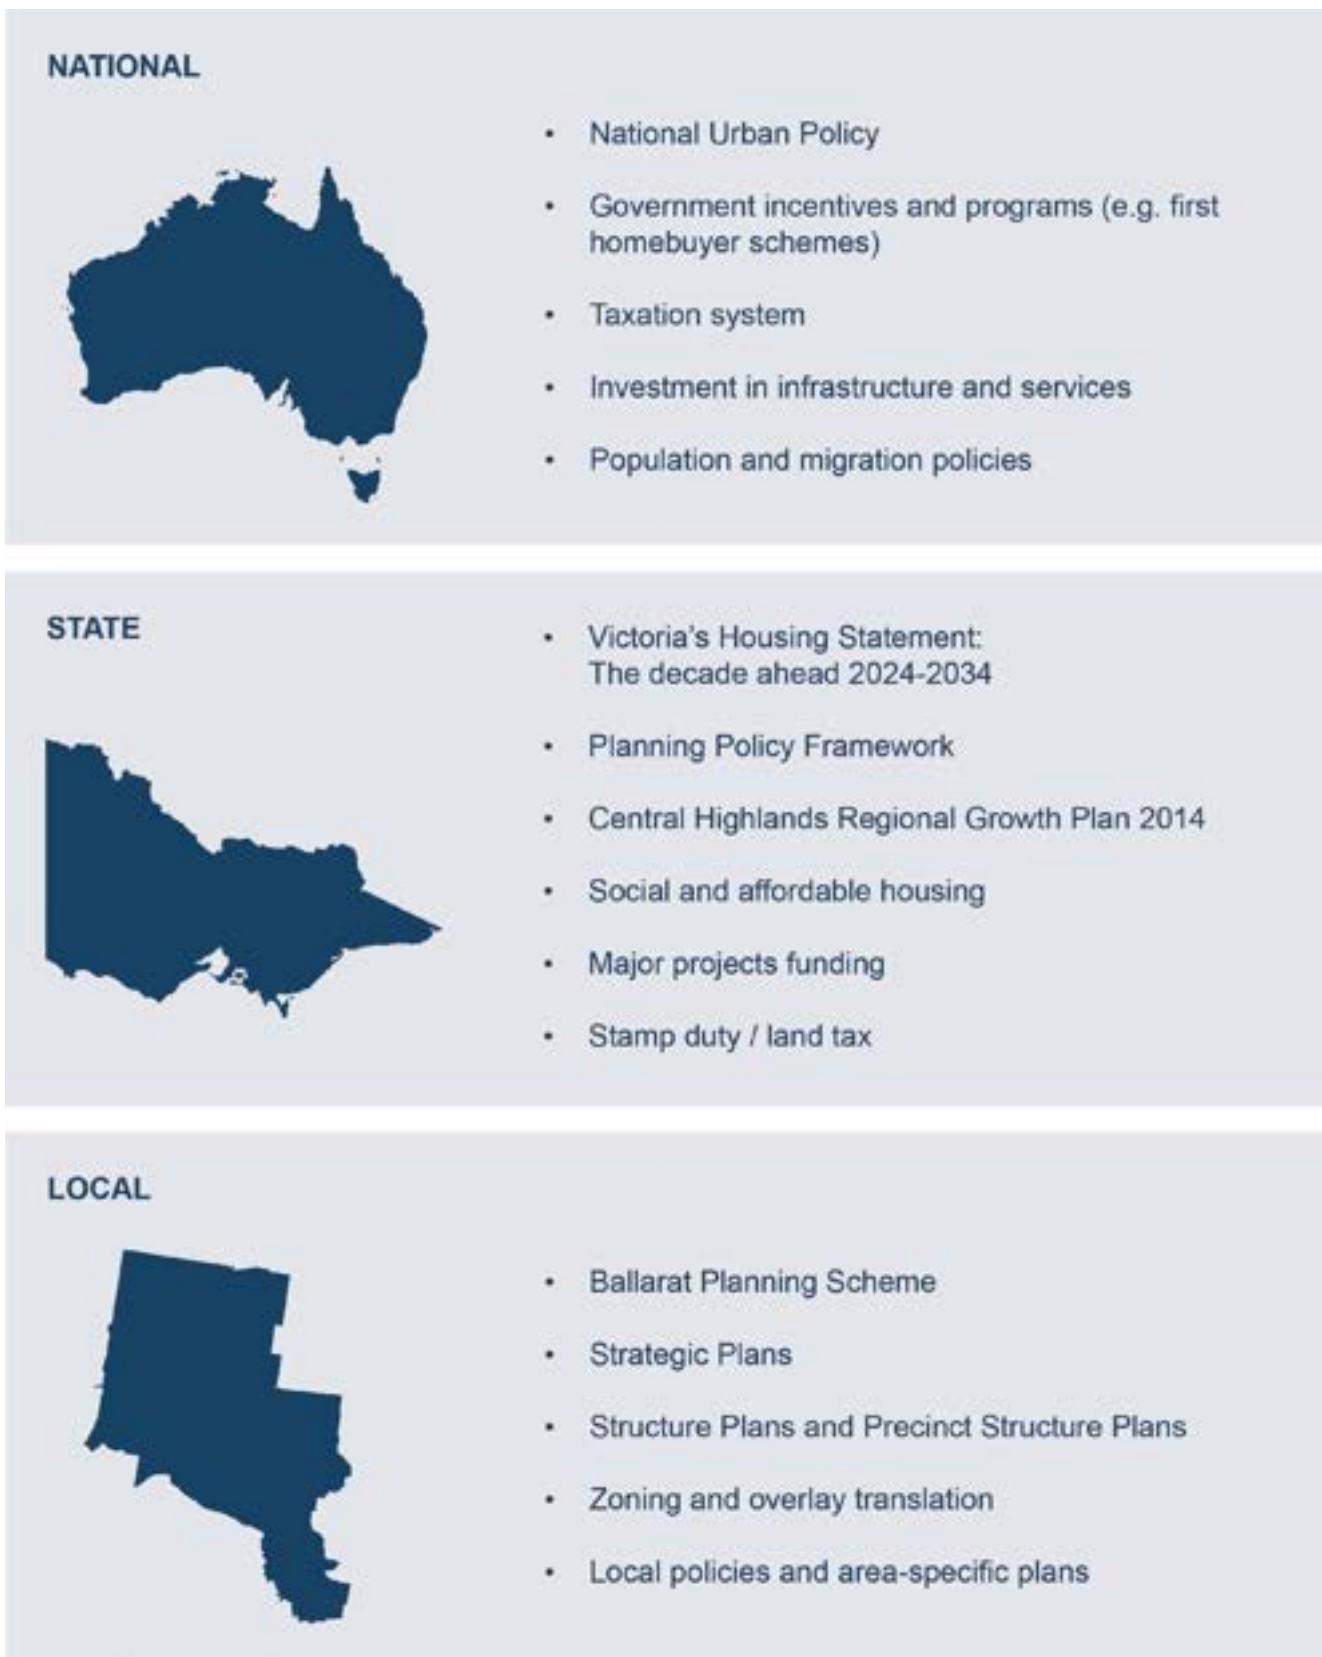 NATIONAL
• National Urban Policy
• Government incentives and programs (e.g. first
homebuyer schemes)
• Taxation system
• Investment in infrastructure and services
• Population and migration policies
STATE
• Victoria’s Housing Statement:
The decade ahead 2024-2034
• Planning Policy Framework
• Central Highlands Regional Growth Plan 2014
• Social and affordable housing
• Major projects funding
• Stamp duty / land tax
LOCAL
• Ballarat Planning Scheme
• Strategic Plans
• Structure Plans and Precinct Structure Plans
• Zoning and overlay translation
• Local policies and area-specific plans